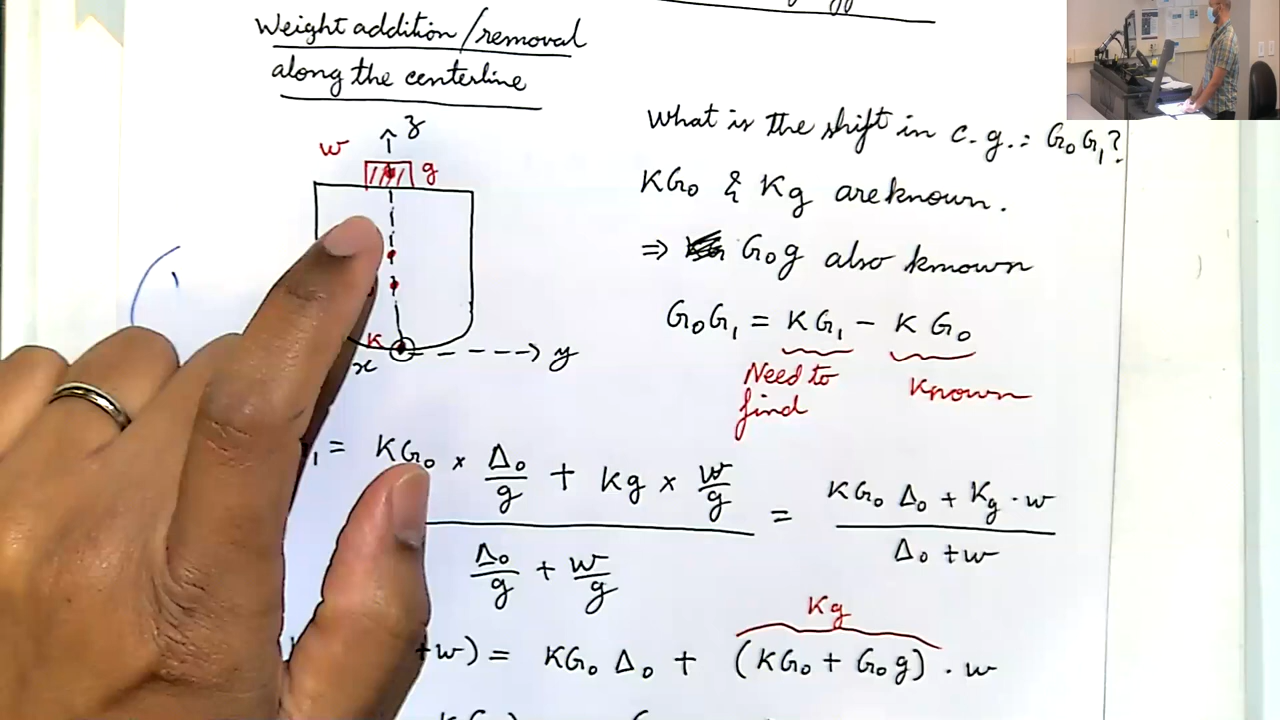 Weight addition/removal
along the centerline
z
w
g
K
x
y
What is the shift in c.g.: G₀G₁?
KG₀ & Kg are known.
⇒ G₀g also known
G₀G₁ = KG₁ - KG₀
Need to find
known
₁ = (KG₀ × Δ₀/g + Kg × w/g) / (Δ₀/g + w/g) = (KG₀ Δ₀ + Kg · w) / (Δ₀ + w)
Kg
+w) = KG₀ Δ₀ + (KG₀ + G₀g) · w